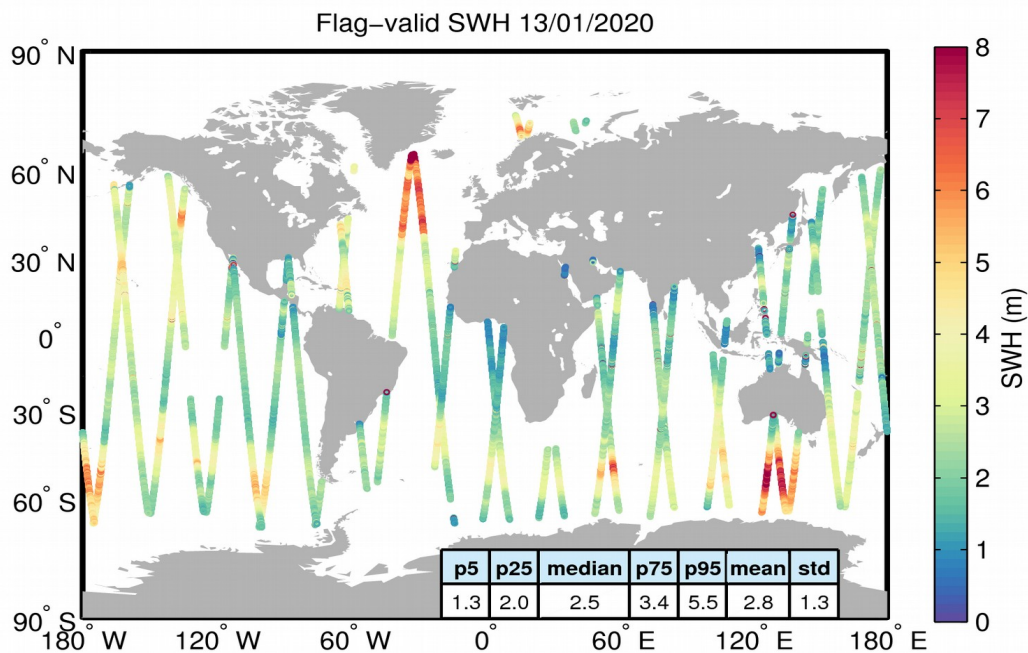 Flag−valid SWH 13/01/2020
90° N
60° N
30° N
0°
30° S
60° S
90° S
180° W
120° W
60° W
0°
60° E
120° E
180° E
8
7
6
5
4
3
2
1
0
SWH (m)
p5 p25 median p75 p95 mean std
1.3 2.0 2.5 3.4 5.5 2.8 1.3